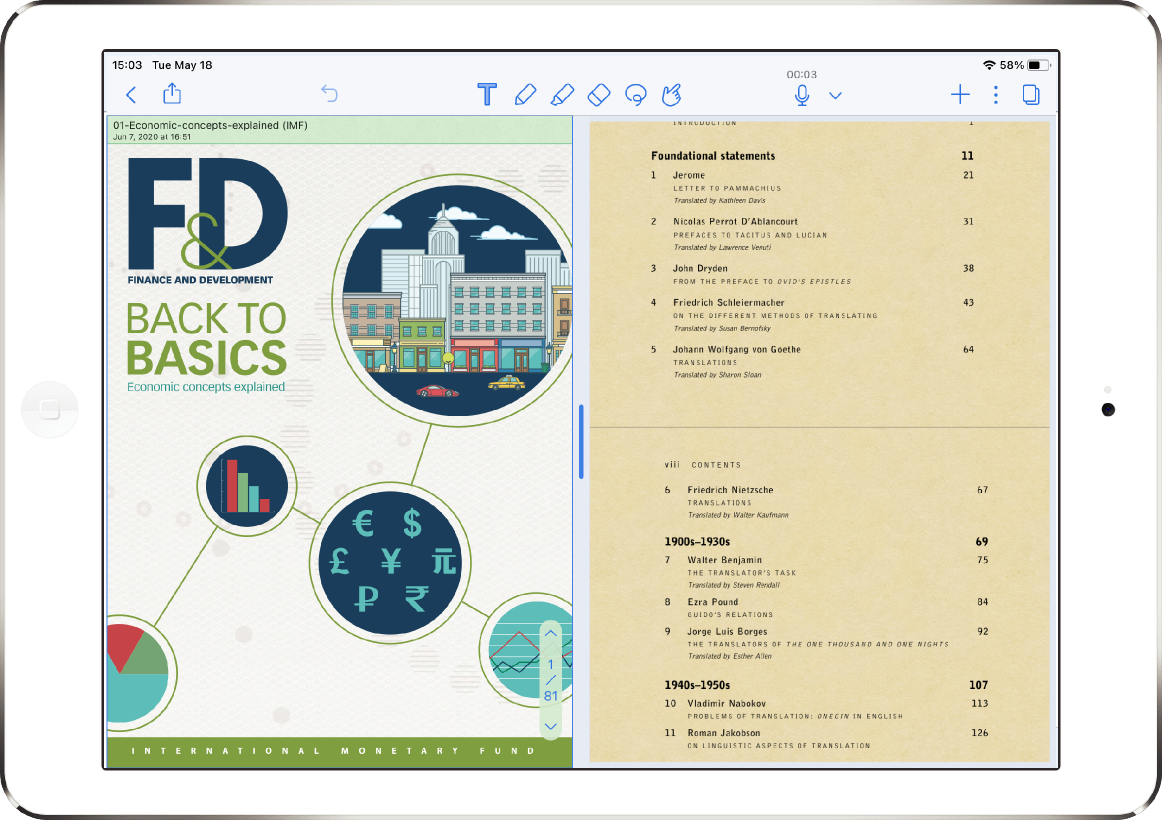 15:03 Tue May 18
58%
00:03
T
01-Economic-concepts-explained (IMF)
Jun 7, 2020 at 16:51
F&D
FINANCE AND DEVELOPMENT
BACK TO
BASICS
Economic concepts explained
€ $
£ ¥ 元
₽ ₹
1
/
81
INTERNATIONAL MONETARY FUND
INTRODUCTION 1
Foundational statements 11
1 Jerome 21
LETTER TO PAMMACHIUS
Translated by Kathleen Davis
2 Nicolas Perrot D'Ablancourt 31
PREFACES TO TACITUS AND LUCIAN
Translated by Lawrence Venuti
3 John Dryden 38
FROM THE PREFACE TO OVID'S EPISTLES
4 Friedrich Schleiermacher 43
ON THE DIFFERENT METHODS OF TRANSLATING
Translated by Susan Bernofsky
5 Johann Wolfgang von Goethe 64
TRANSLATIONS
Translated by Sharon Sloan
viii CONTENTS
6 Friedrich Nietzsche 67
TRANSLATIONS
Translated by Walter Kaufmann
1900s–1930s 69
7 Walter Benjamin 75
THE TRANSLATOR'S TASK
Translated by Steven Rendall
8 Ezra Pound 84
GUIDO'S RELATIONS
9 Jorge Luis Borges 92
THE TRANSLATORS OF THE ONE THOUSAND AND ONE NIGHTS
Translated by Esther Allen
1940s–1950s 107
10 Vladimir Nabokov 113
PROBLEMS OF TRANSLATION: ONEGIN IN ENGLISH
11 Roman Jakobson 126
ON LINGUISTIC ASPECTS OF TRANSLATION